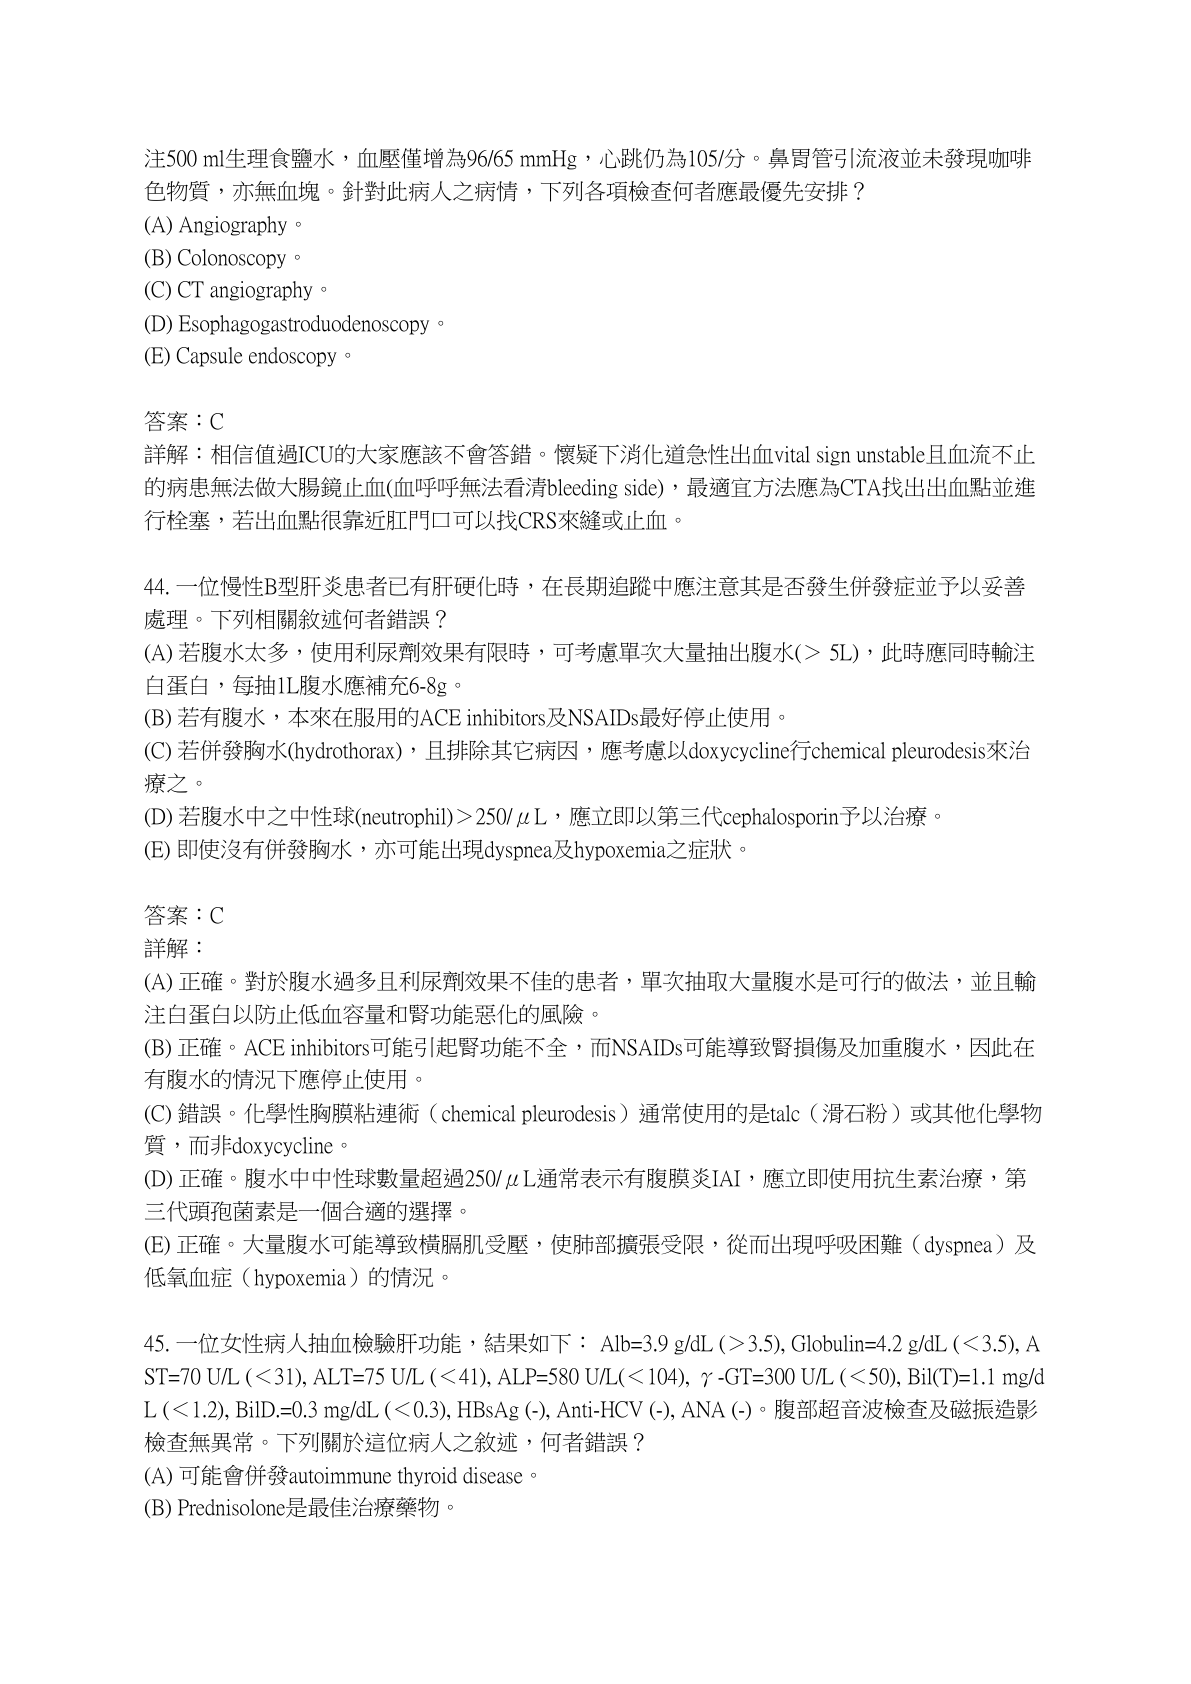 注500 ml生理食鹽水，血壓僅增為96/65 mmHg，心跳仍為105/分。鼻胃管引流液並未發現咖啡
色物質，亦無血塊。針對此病人之病情，下列各項檢查何者應最優先安排？
(A) Angiography。
(B) Colonoscopy。
(C) CT angiography。
(D) Esophagogastroduodenoscopy。
(E) Capsule endoscopy。
答案：C
詳解：相信值過ICU的大家應該不會答錯。懷疑下消化道急性出血vital sign unstable且血流不止
的病患無法做大腸鏡止血(血呼呼無法看清bleeding side)，最適宜方法應為CTA找出出血點並進
行栓塞，若出血點很靠近肛門口可以找CRS來縫或止血。
44. 一位慢性B型肝炎患者已有肝硬化時，在長期追蹤中應注意其是否發生併發症並予以妥善
處理。下列相關敘述何者錯誤？
(A) 若腹水太多，使用利尿劑效果有限時，可考慮單次大量抽出腹水(＞ 5L)，此時應同時輸注
白蛋白，每抽1L腹水應補充6-8g。
(B) 若有腹水，本來在服用的ACE inhibitors及NSAIDs最好停止使用。
(C) 若併發胸水(hydrothorax)，且排除其它病因，應考慮以doxycycline行chemical pleurodesis來治
療之。
(D) 若腹水中之中性球(neutrophil)＞250/μL，應立即以第三代cephalosporin予以治療。
(E) 即使沒有併發胸水，亦可能出現dyspnea及hypoxemia之症狀。
答案：C
詳解：
(A) 正確。對於腹水過多且利尿劑效果不佳的患者，單次抽取大量腹水是可行的做法，並且輸
注白蛋白以防止低血容量和腎功能惡化的風險。
(B) 正確。ACE inhibitors可能引起腎功能不全，而NSAIDs可能導致腎損傷及加重腹水，因此在
有腹水的情況下應停止使用。
(C) 錯誤。化學性胸膜粘連術（chemical pleurodesis）通常使用的是talc（滑石粉）或其他化學物
質，而非doxycycline。
(D) 正確。腹水中中性球數量超過250/μL通常表示有腹膜炎IAI，應立即使用抗生素治療，第
三代頭孢菌素是一個合適的選擇。
(E) 正確。大量腹水可能導致橫膈肌受壓，使肺部擴張受限，從而出現呼吸困難（dyspnea）及
低氧血症（hypoxemia）的情況。
45. 一位女性病人抽血檢驗肝功能，結果如下： Alb=3.9 g/dL (＞3.5), Globulin=4.2 g/dL (＜3.5), A
ST=70 U/L (＜31), ALT=75 U/L (＜41), ALP=580 U/L(＜104), γ-GT=300 U/L (＜50), Bil(T)=1.1 mg/d
L (＜1.2), BilD.=0.3 mg/dL (＜0.3), HBsAg (-), Anti-HCV (-), ANA (-)。腹部超音波檢查及磁振造影
檢查無異常。下列關於這位病人之敘述，何者錯誤？
(A) 可能會併發autoimmune thyroid disease。
(B) Prednisolone是最佳治療藥物。